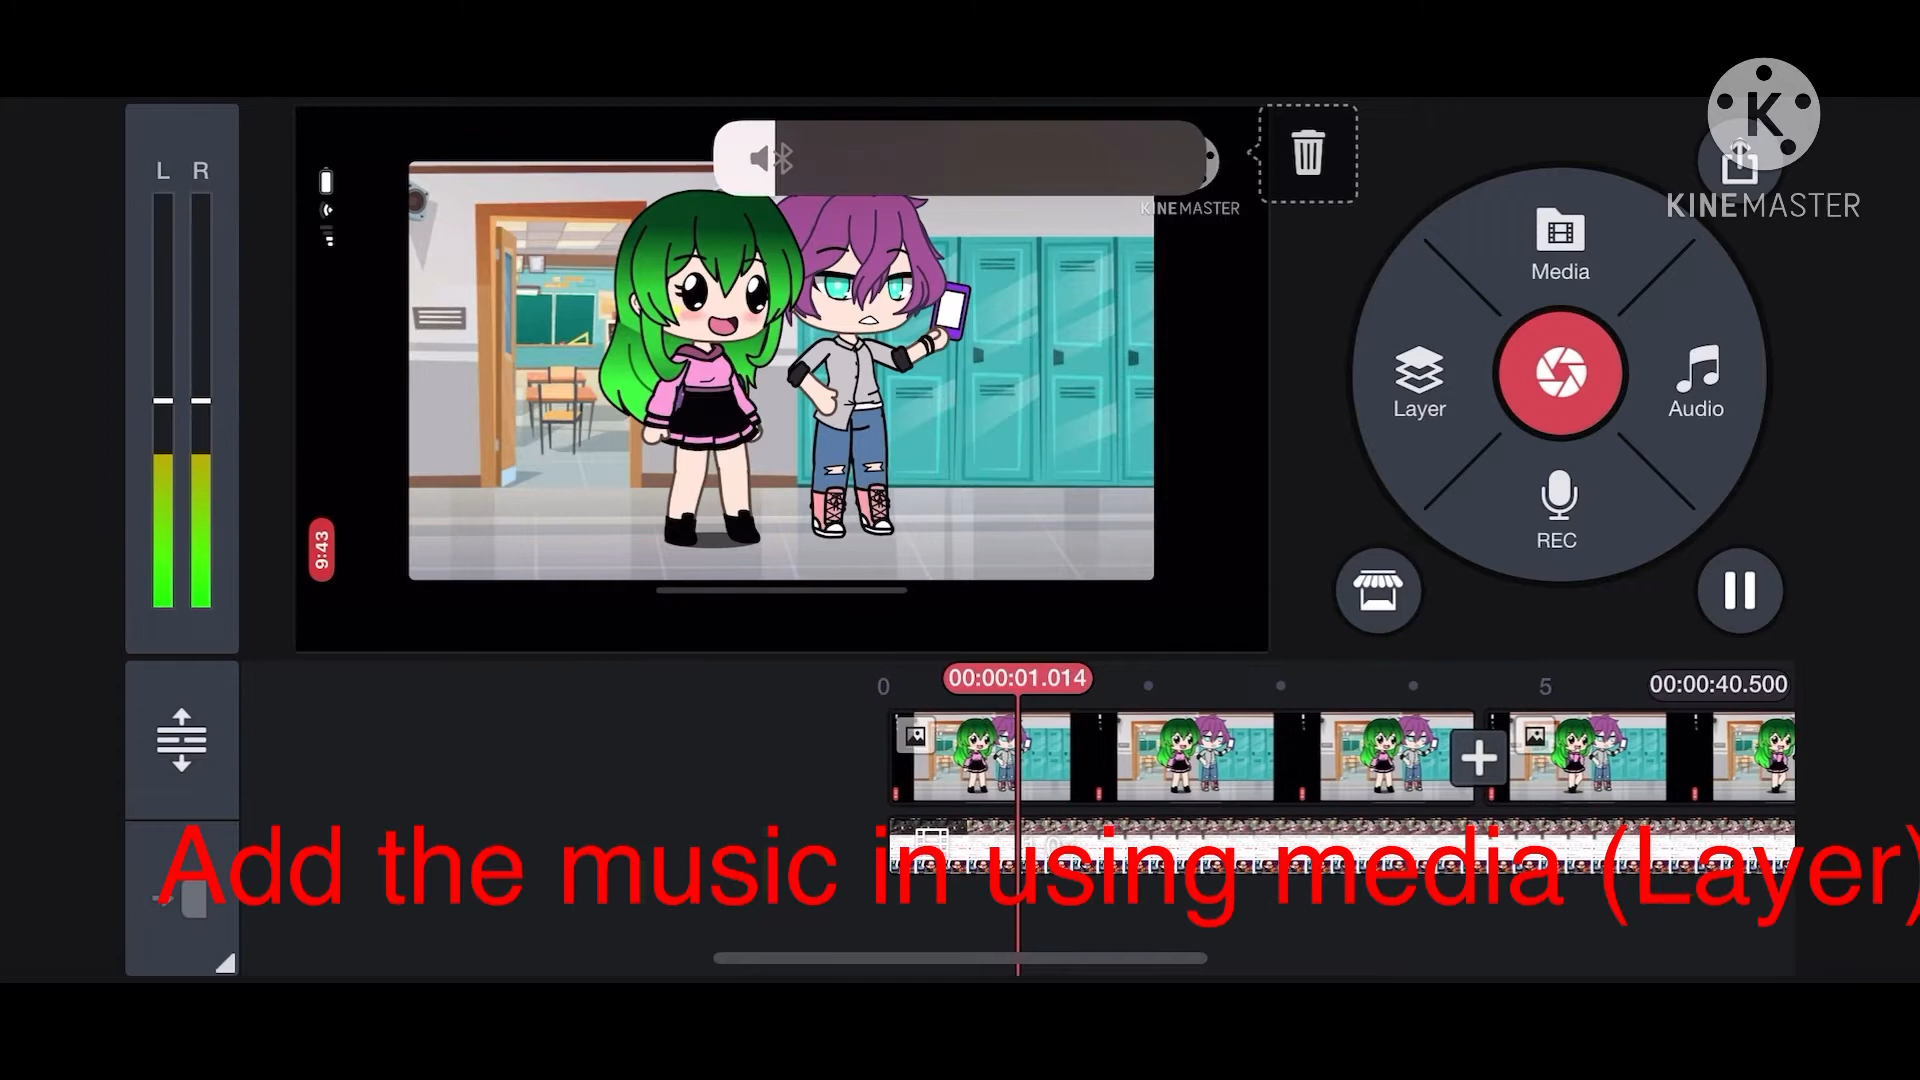 L R
KINEMASTER
K
KINEMASTER
Media
Layer
Audio
REC
9:43
0
00:00:01.014
5
00:00:40.500
Add the music in using media (Layer)